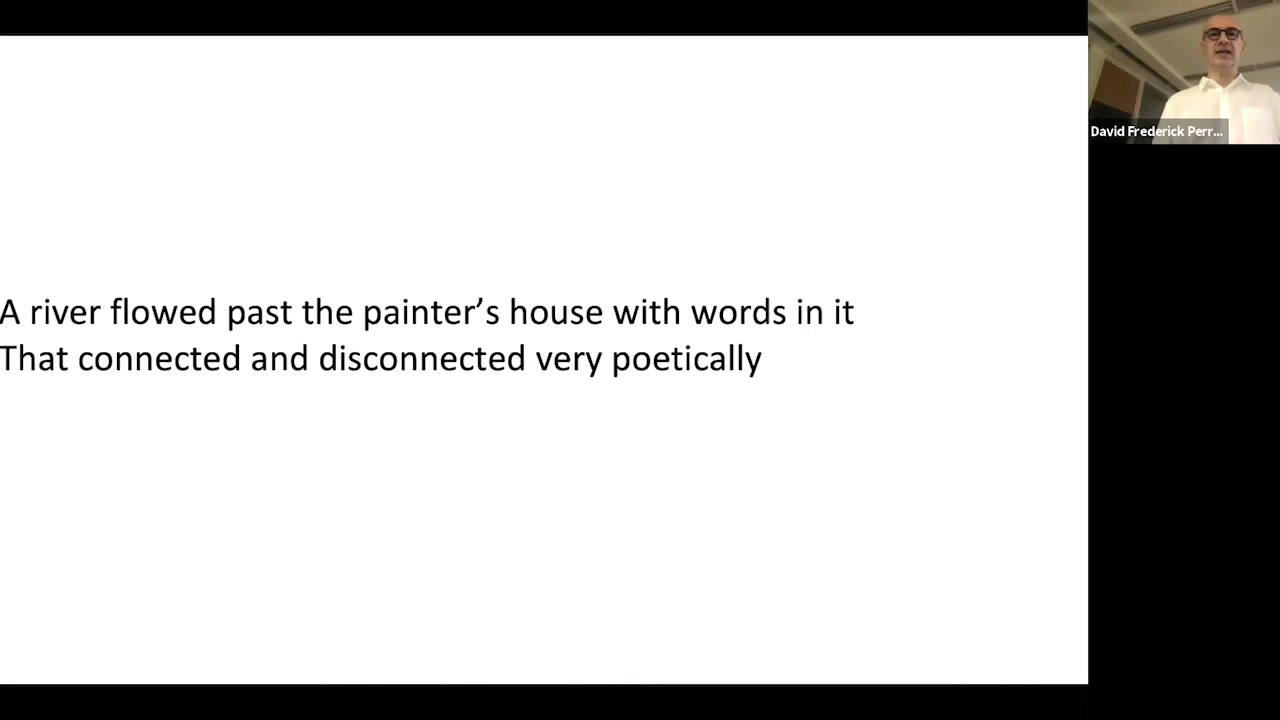 A river flowed past the painter’s house with words in it
That connected and disconnected very poetically
David Frederick Perr...